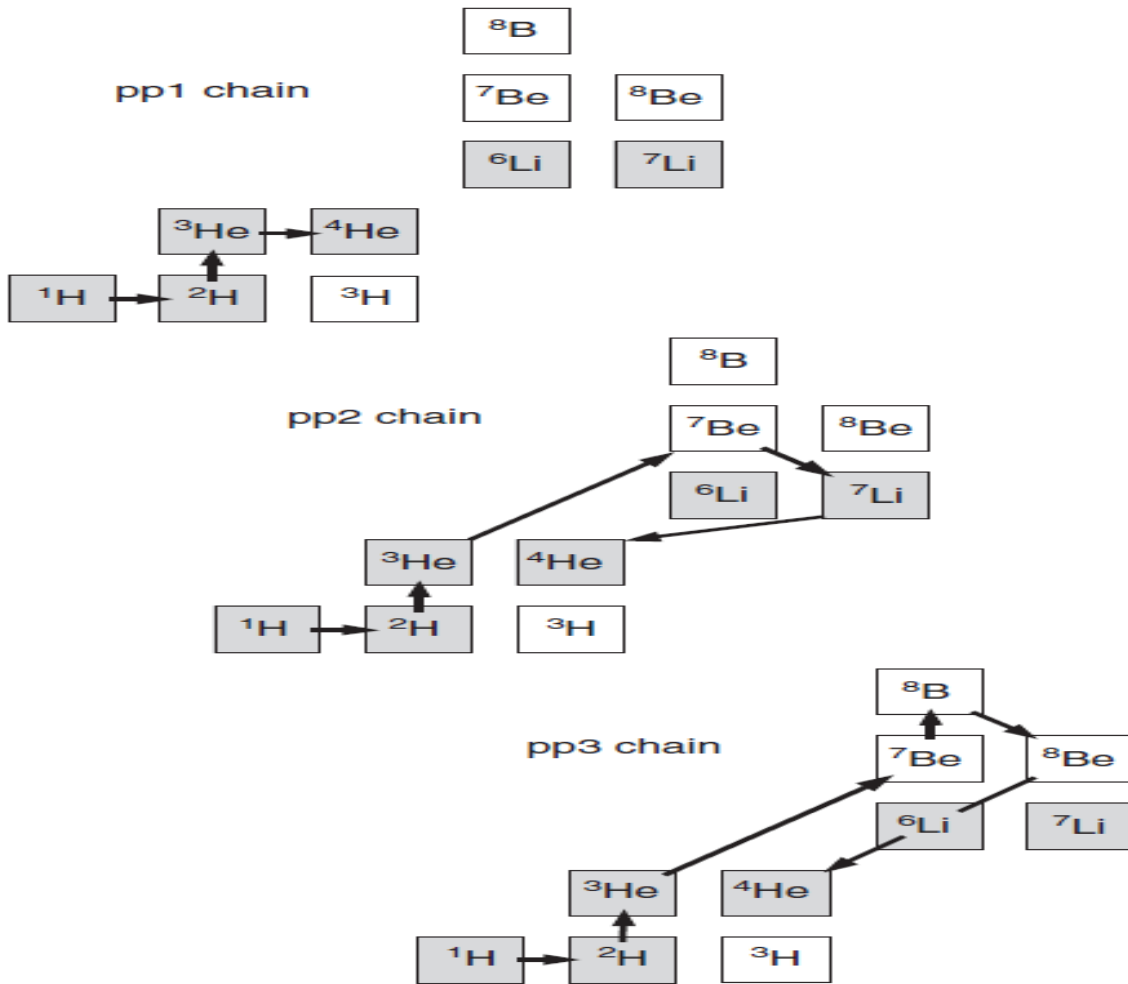 ⁸B
pp1 chain
⁷Be ⁸Be
⁶Li ⁷Li
³He ⁴He
¹H ²H ³H
⁸B
pp2 chain
⁷Be ⁸Be
⁶Li ⁷Li
³He ⁴He
¹H ²H ³H
⁸B
pp3 chain
⁷Be ⁸Be
⁶Li ⁷Li
³He ⁴He
¹H ²H ³H